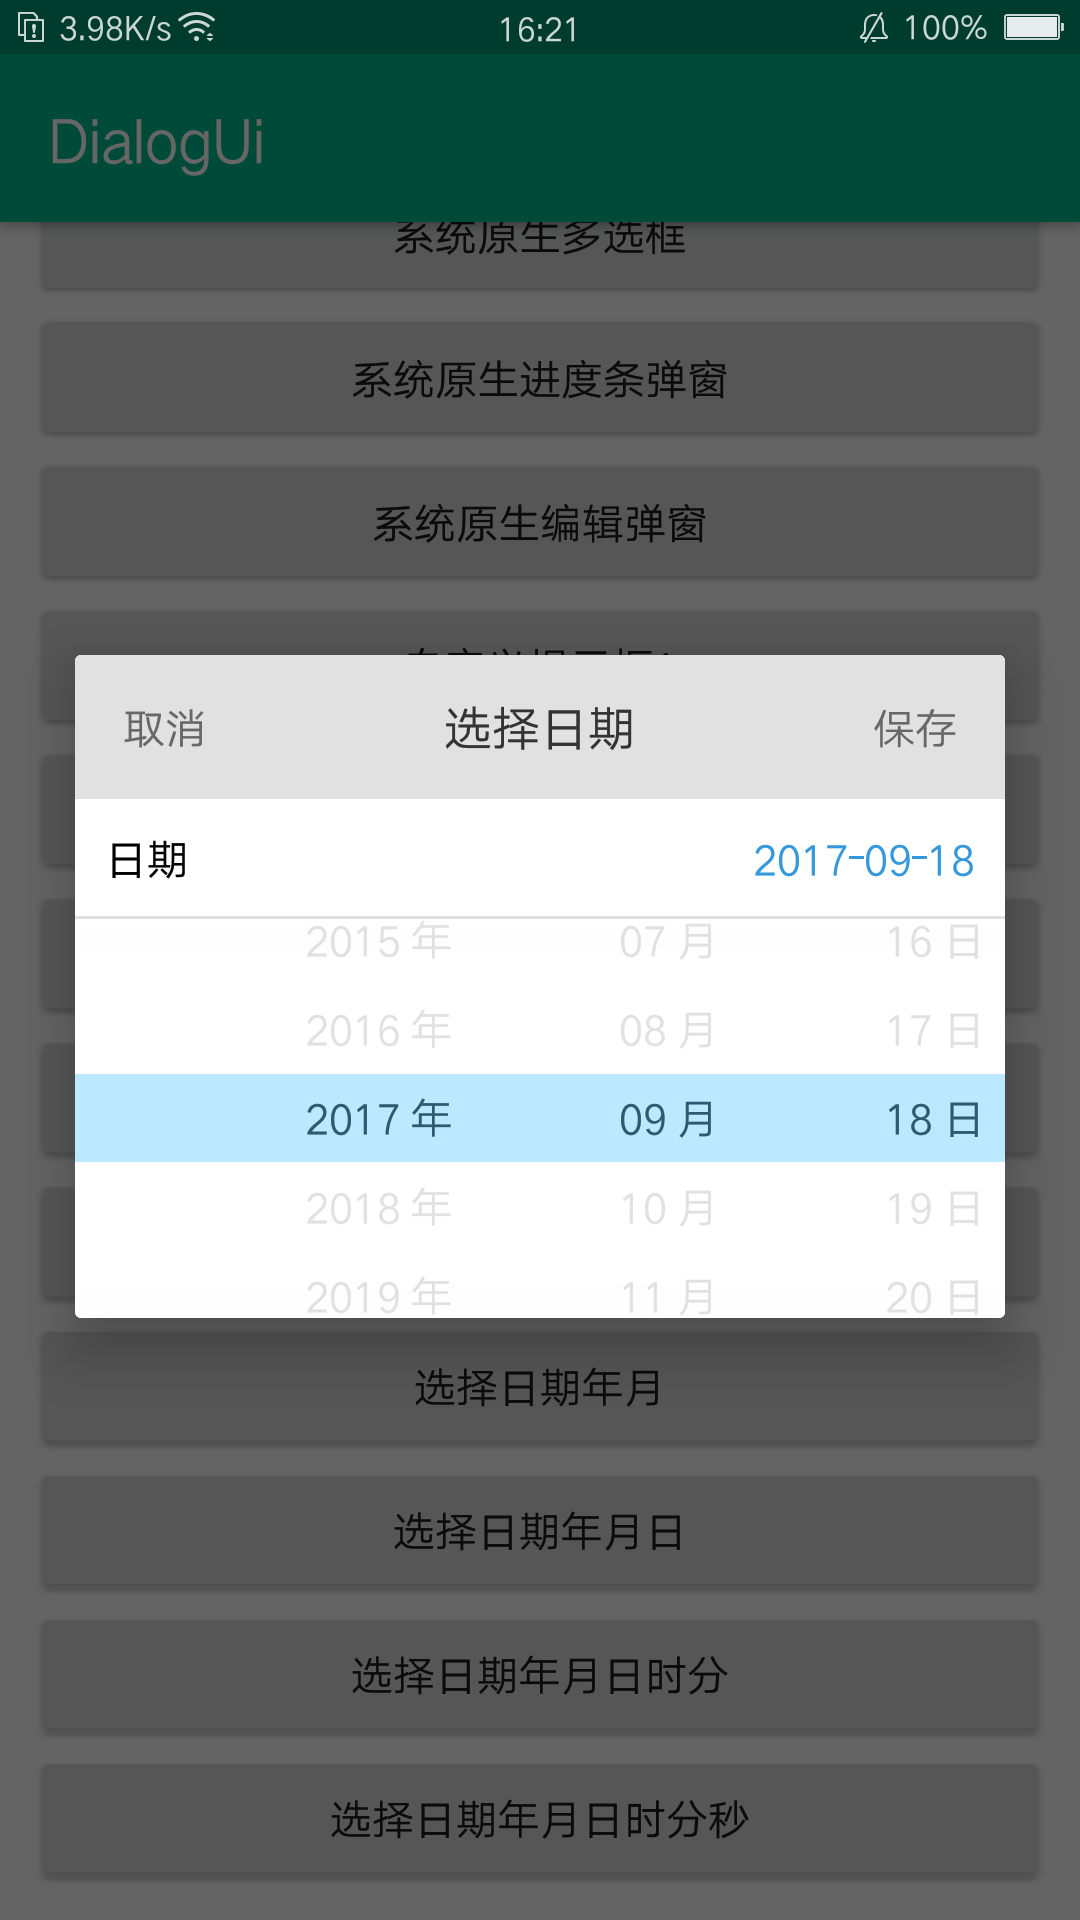 3.98K/s 16:21 100%
DialogUi
系统原生多选框
系统原生进度条弹窗
系统原生编辑弹窗
取消 选择日期 保存
日期 2017-09-18
2015 年 07 月 16 日
2016 年 08 月 17 日
2017 年 09 月 18 日
2018 年 10 月 19 日
2019 年 11 月 20 日
选择日期年月
选择日期年月日
选择日期年月日时分
选择日期年月日时分秒